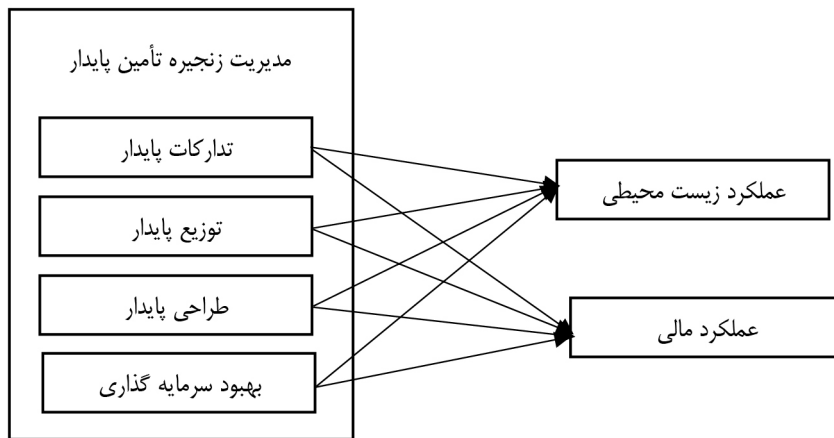 مدیریت زنجیره تأمین پایدار
تدارکات پایدار
توزیع پایدار
طراحی پایدار
بهبود سرمایه گذاری
عملکرد زیست محیطی
عملکرد مالی